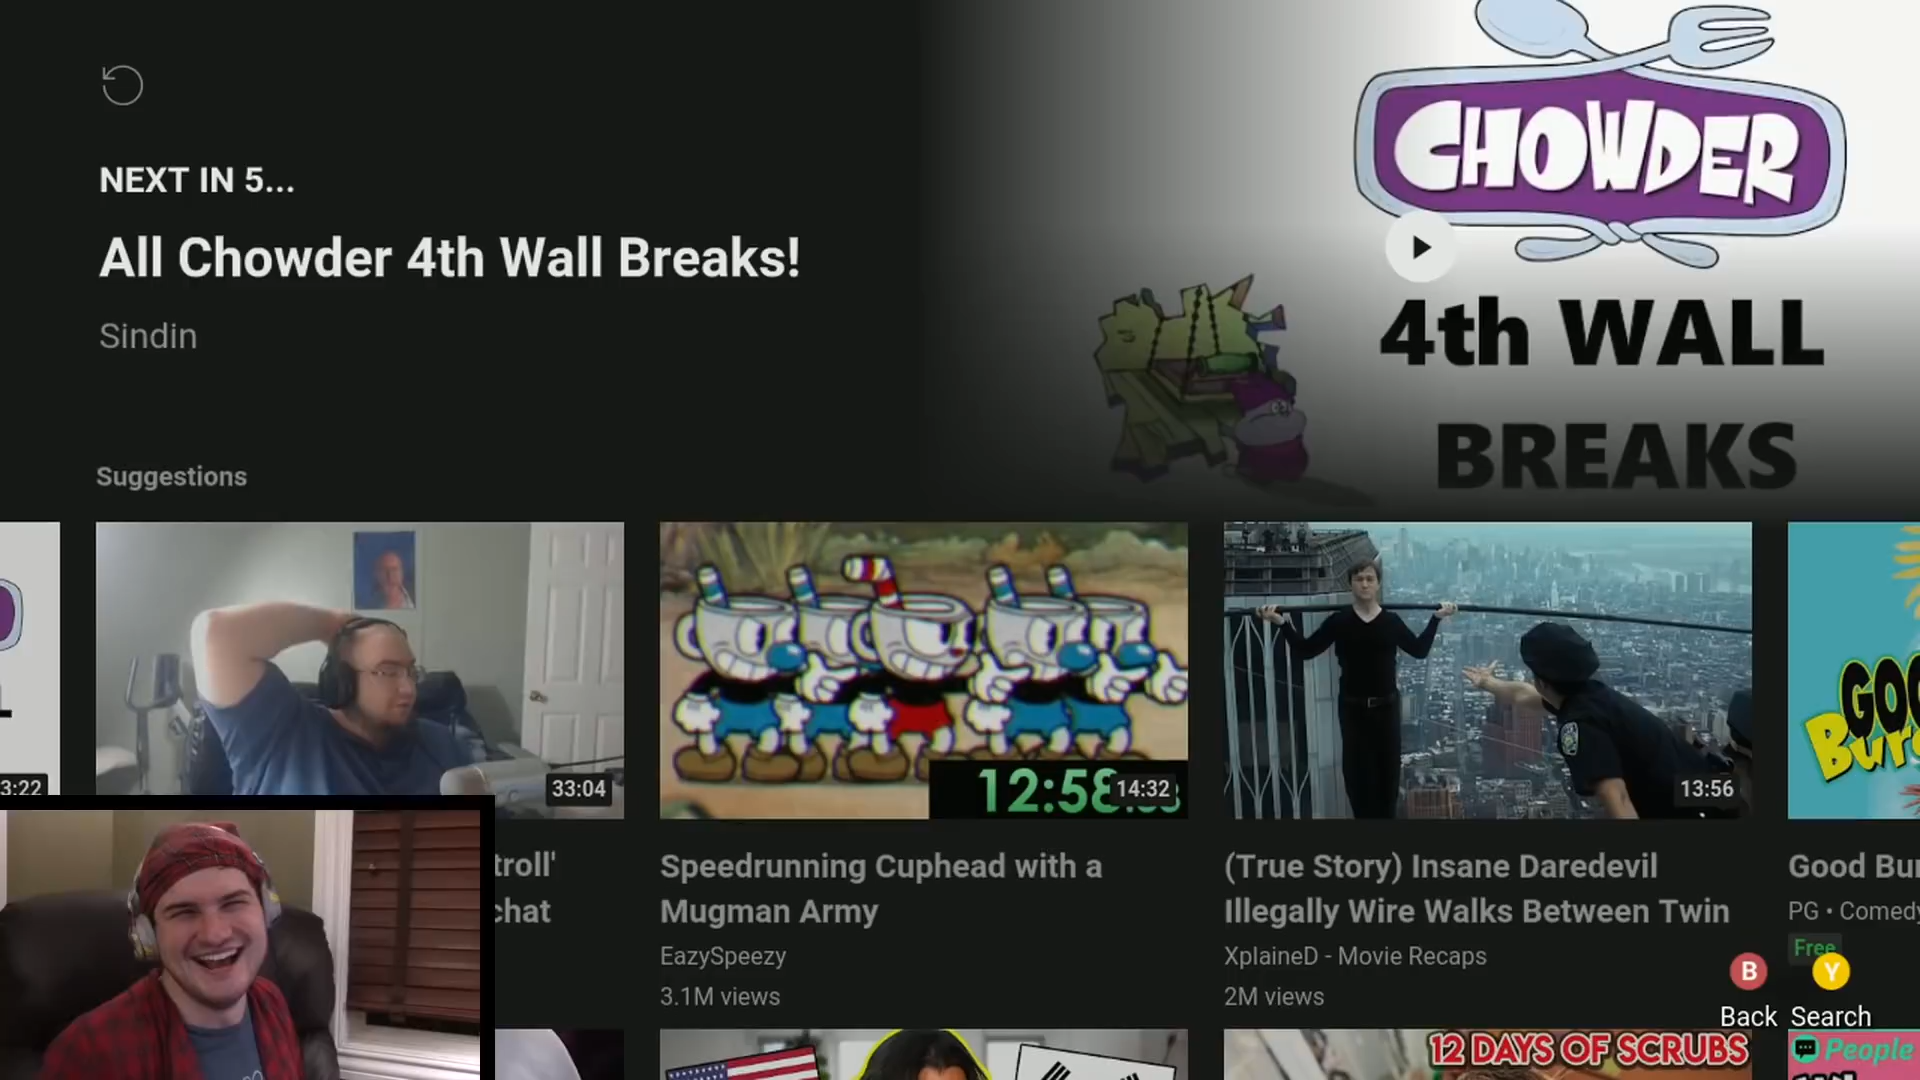 NEXT IN 5...
All Chowder 4th Wall Breaks!
Sindin
CHOWDER
4th WALL
BREAKS
Suggestions
3:22
33:04
12:58
14:32
13:56
troll'
chat
Speedrunning Cuphead with a
Mugman Army
EazySpeezy
3.1M views
(True Story) Insane Daredevil
Illegally Wire Walks Between Twin
XplaineD - Movie Recaps
2M views
Good Bu
PG • Comedy
Free
B
Y
Back
Search
12 DAYS OF SCRUBS
People